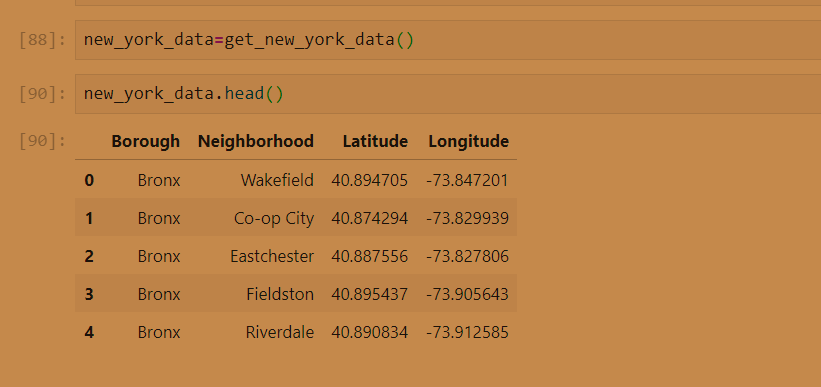 [88]: new_york_data=get_new_york_data()
[90]: new_york_data.head()
[90]: Borough Neighborhood Latitude Longitude
0 Bronx Wakefield 40.894705 -73.847201
1 Bronx Co-op City 40.874294 -73.829939
2 Bronx Eastchester 40.887556 -73.827806
3 Bronx Fieldston 40.895437 -73.905643
4 Bronx Riverdale 40.890834 -73.912585